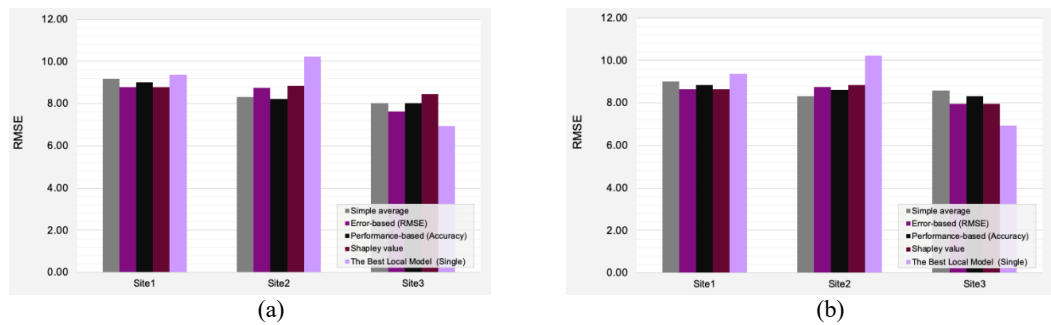 12.00
10.00
8.00
6.00
4.00
2.00
0.00
RMSE
Site1 Site2 Site3
Simple average
Error-based (RMSE)
Performance-based (Accuracy)
Shapley value
The Best Local Model (Single)
(a)
12.00
10.00
8.00
6.00
4.00
2.00
0.00
RMSE
Site1 Site2 Site3
Simple average
Error-based (RMSE)
Performance-based (Accuracy)
Shapley value
The Best Local Model (Single)
(b)